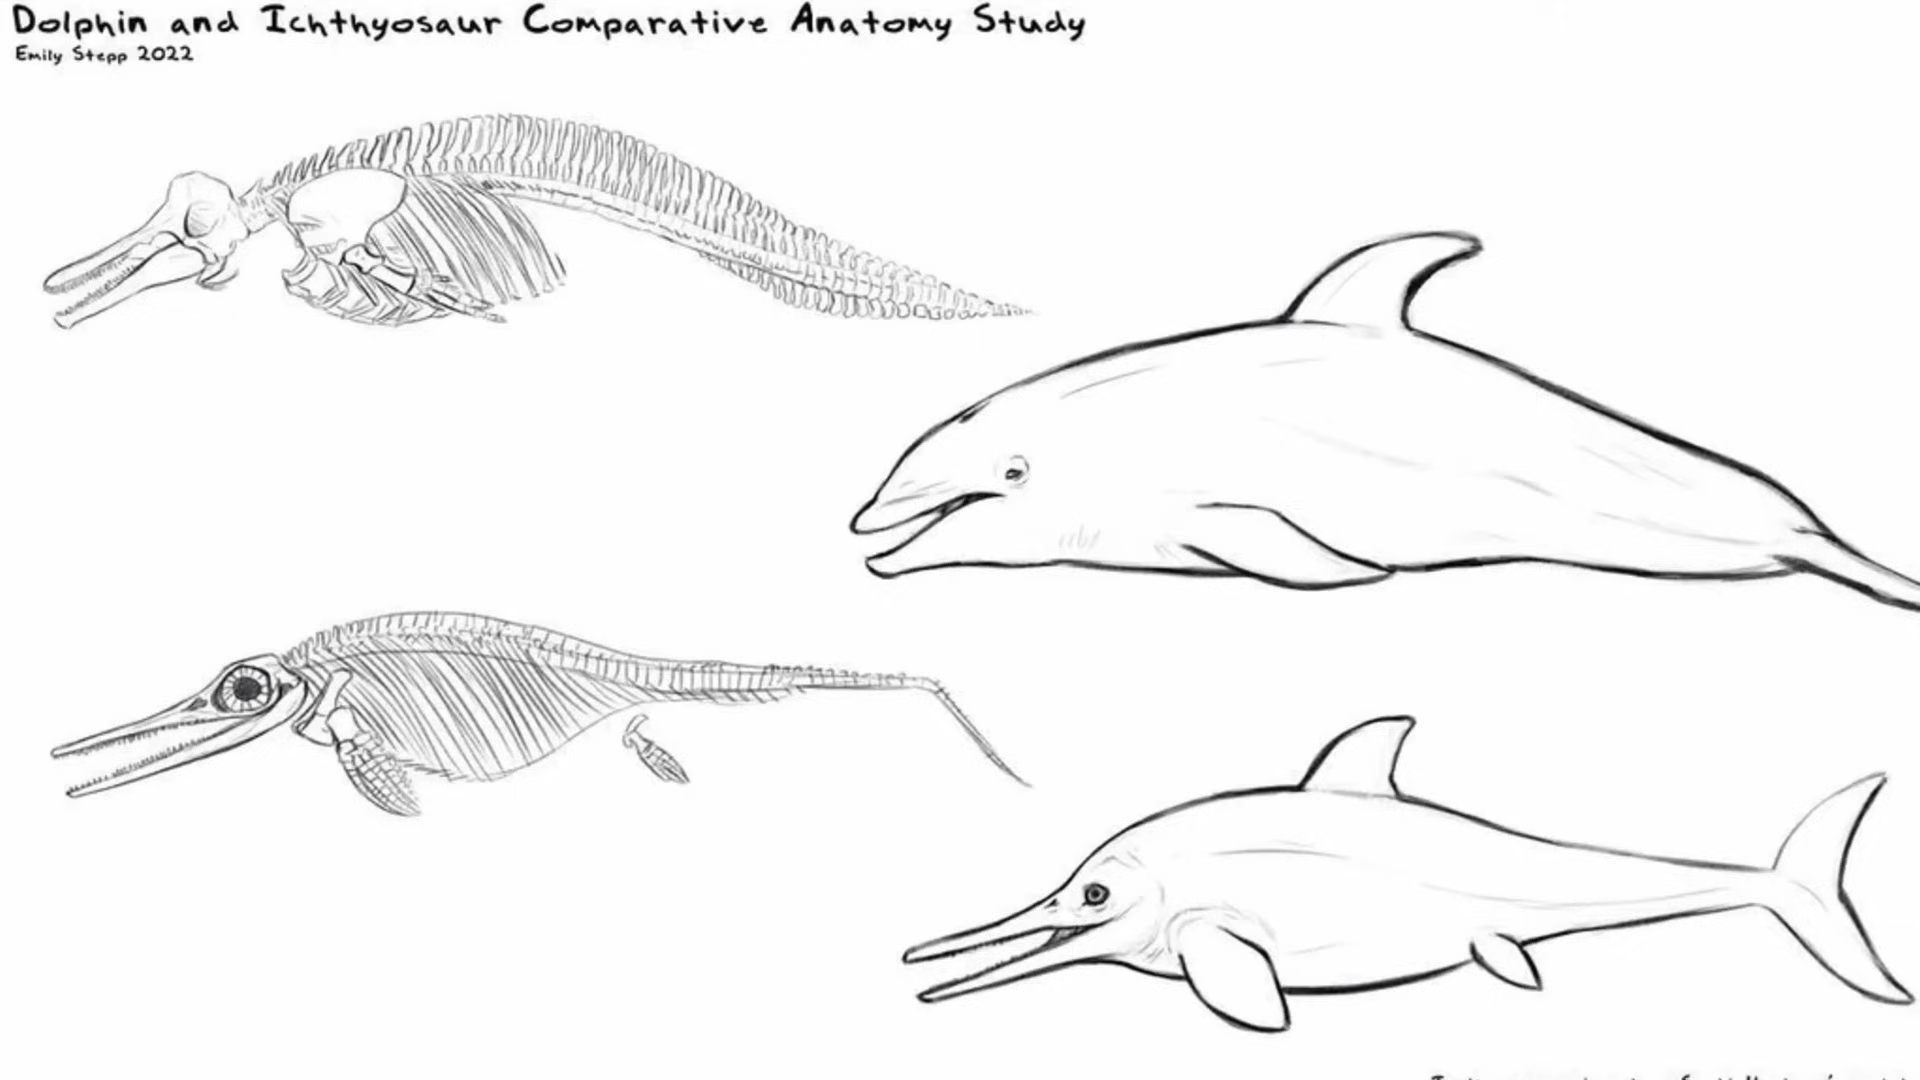 Dolphin and Ichthyosaur Comparative Anatomy Study
Emily Stepp 2022